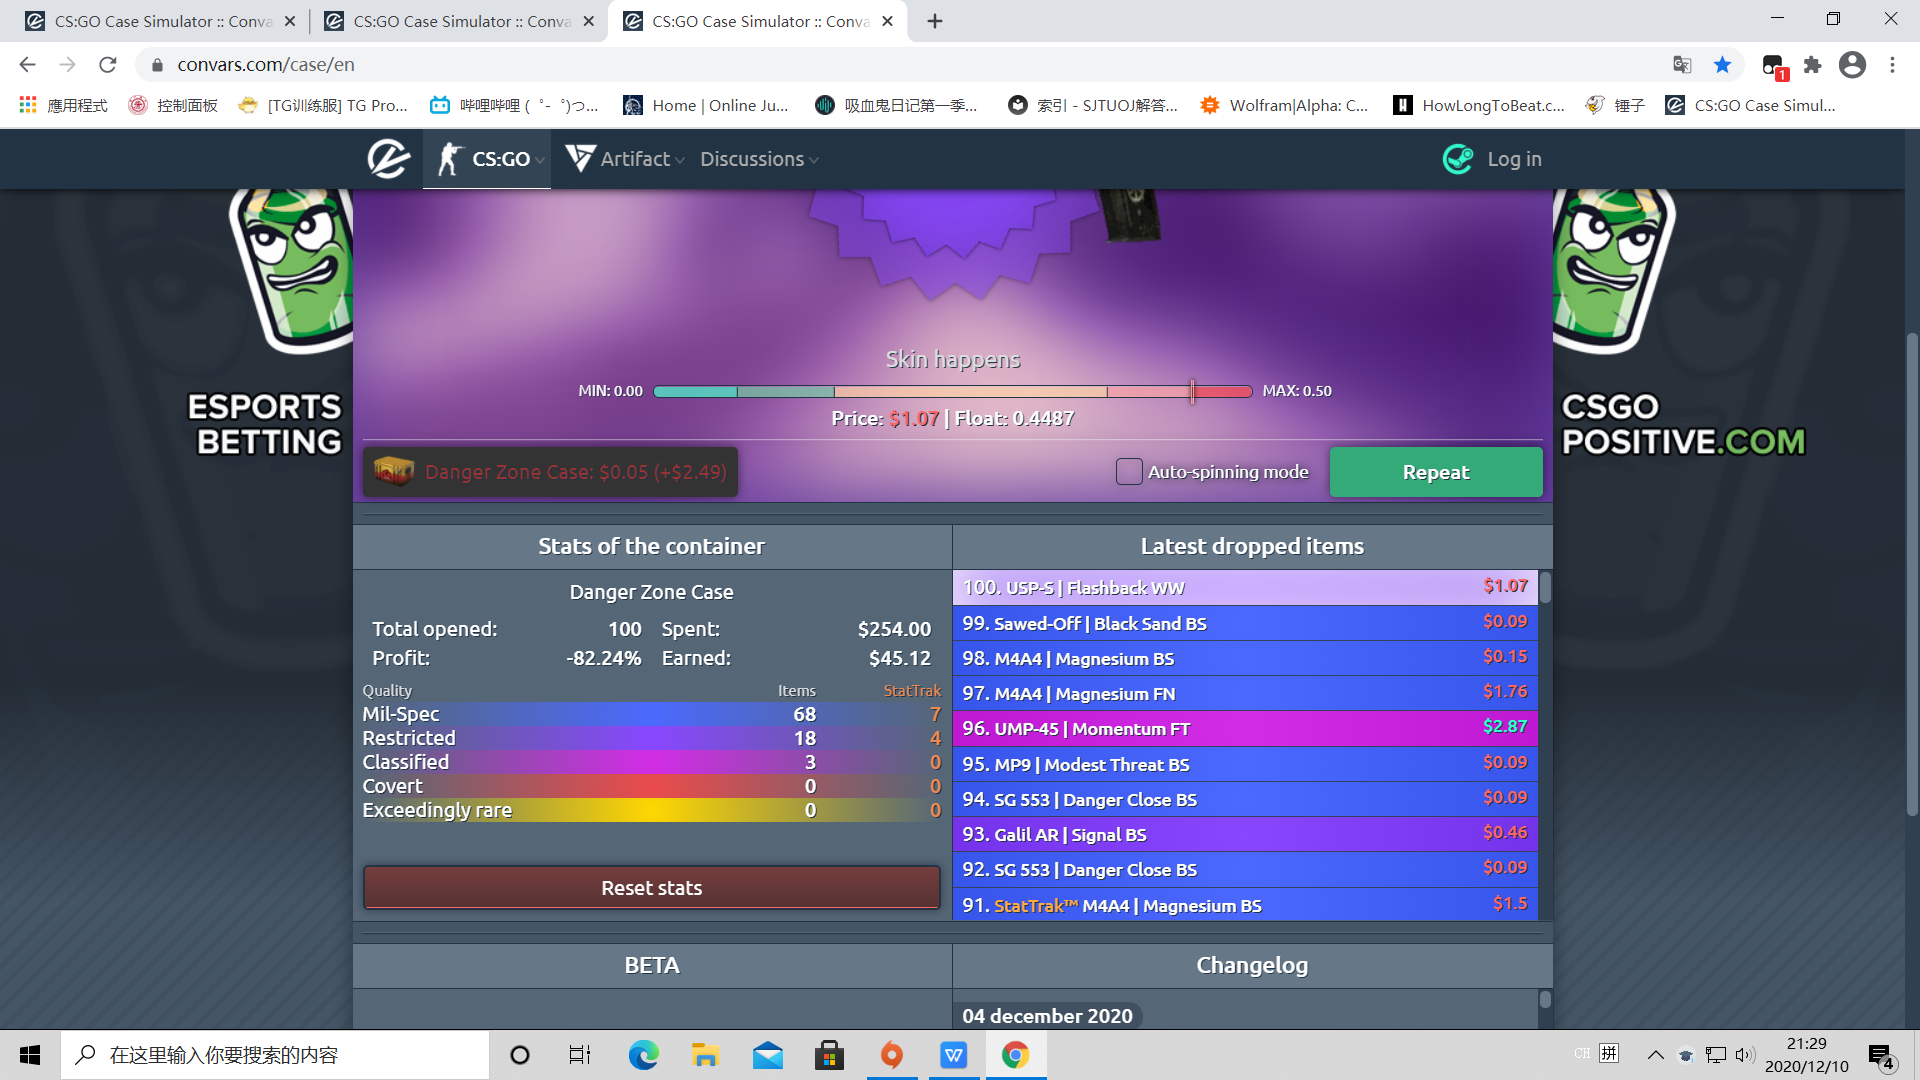 CS:GO Case Simulator :: Conva
CS:GO Case Simulator :: Conva
CS:GO Case Simulator :: Conva
convars.com/case/en
1
應用程式
控制面板
[TG训练服] TG Pro...
哔哩哔哩 ( ゜- ゜)つ...
Home | Online Ju...
吸血鬼日记第一季...
索引 - SJTUOJ解答...
Wolfram|Alpha: C...
HowLongToBeat.c...
锤子
CS:GO Case Simul...
CS:GO
Artifact
Discussions
Log in
ESPORTS
BETTING
CSGO
POSITIVE.COM
Skin happens
MIN: 0.00
MAX: 0.50
Price: $1.07 | Float: 0.4487
Danger Zone Case: $0.05 (+$2.49)
Auto-spinning mode
Repeat
Stats of the container
Danger Zone Case
Total opened: 100 Spent: $254.00
Profit: -82.24% Earned: $45.12
Quality Items StatTrak
Mil-Spec 68 7
Restricted 18 4
Classified 3 0
Covert 0 0
Exceedingly rare 0 0
Reset stats
Latest dropped items
100. USP-S | Flashback WW $1.07
99. Sawed-Off | Black Sand BS $0.09
98. M4A4 | Magnesium BS $0.15
97. M4A4 | Magnesium FN $1.76
96. UMP-45 | Momentum FT $2.87
95. MP9 | Modest Threat BS $0.09
94. SG 553 | Danger Close BS $0.09
93. Galil AR | Signal BS $0.46
92. SG 553 | Danger Close BS $0.09
91. StatTrak™ M4A4 | Magnesium BS $1.5
BETA
Changelog
04 december 2020
在这里输入你要搜索的内容
CH 拼
21:29
2020/12/10
4